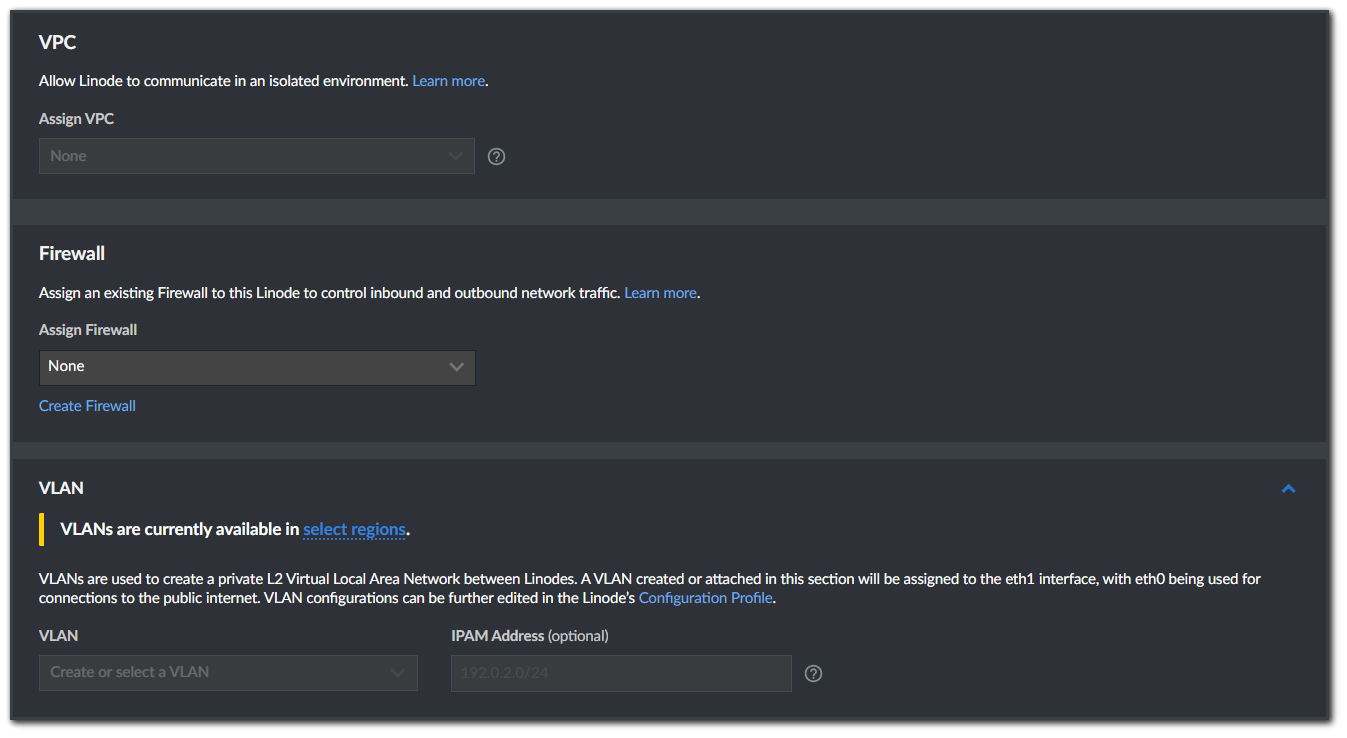 VPC
Allow Linode to communicate in an isolated environment. Learn more.
Assign VPC
None
Firewall
Assign an existing Firewall to this Linode to control inbound and outbound network traffic. Learn more.
Assign Firewall
None
Create Firewall
VLAN
VLANs are currently available in select regions.
VLANs are used to create a private L2 Virtual Local Area Network between Linodes. A VLAN created or attached in this section will be assigned to the eth1 interface, with eth0 being used for
connections to the public internet. VLAN configurations can be further edited in the Linode's Configuration Profile.
VLAN IPAM Address (optional)
Create or select a VLAN 192.0.2.0/24